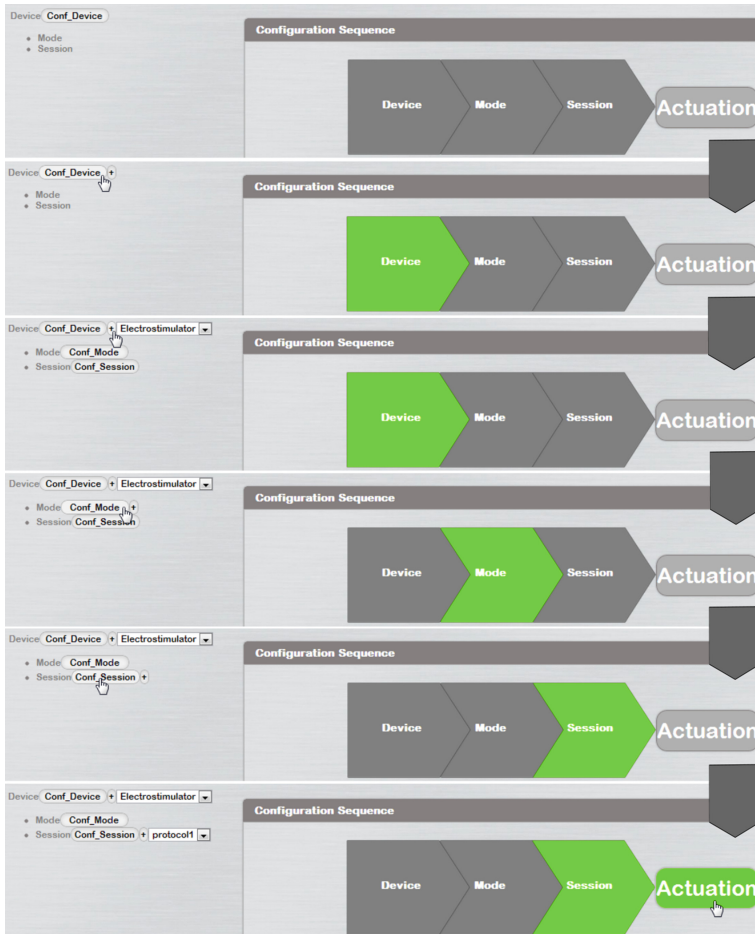 Device Conf_Device
• Mode
• Session
Configuration Sequence
Device Mode Session Actuation
Device Conf_Device +
• Mode
• Session
Configuration Sequence
Device Mode Session Actuation
Device Conf_Device + Electrostimulator
• Mode Conf_Mode
• Session Conf_Session
Configuration Sequence
Device Mode Session Actuation
Device Conf_Device + Electrostimulator
• Mode Conf_Mode +
• Session Conf_Session
Configuration Sequence
Device Mode Session Actuation
Device Conf_Device + Electrostimulator
• Mode Conf_Mode
• Session Conf_Session +
Configuration Sequence
Device Mode Session Actuation
Device Conf_Device + Electrostimulator
• Mode Conf_Mode
• Session Conf_Session + protocol1
Configuration Sequence
Device Mode Session Actuation